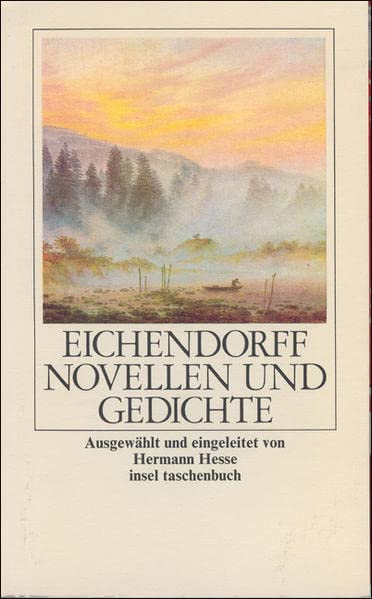 EICHENDORFF
NOVELLEN UND
GEDICHTE
Ausgewählt und eingeleitet von
Hermann Hesse
insel taschenbuch